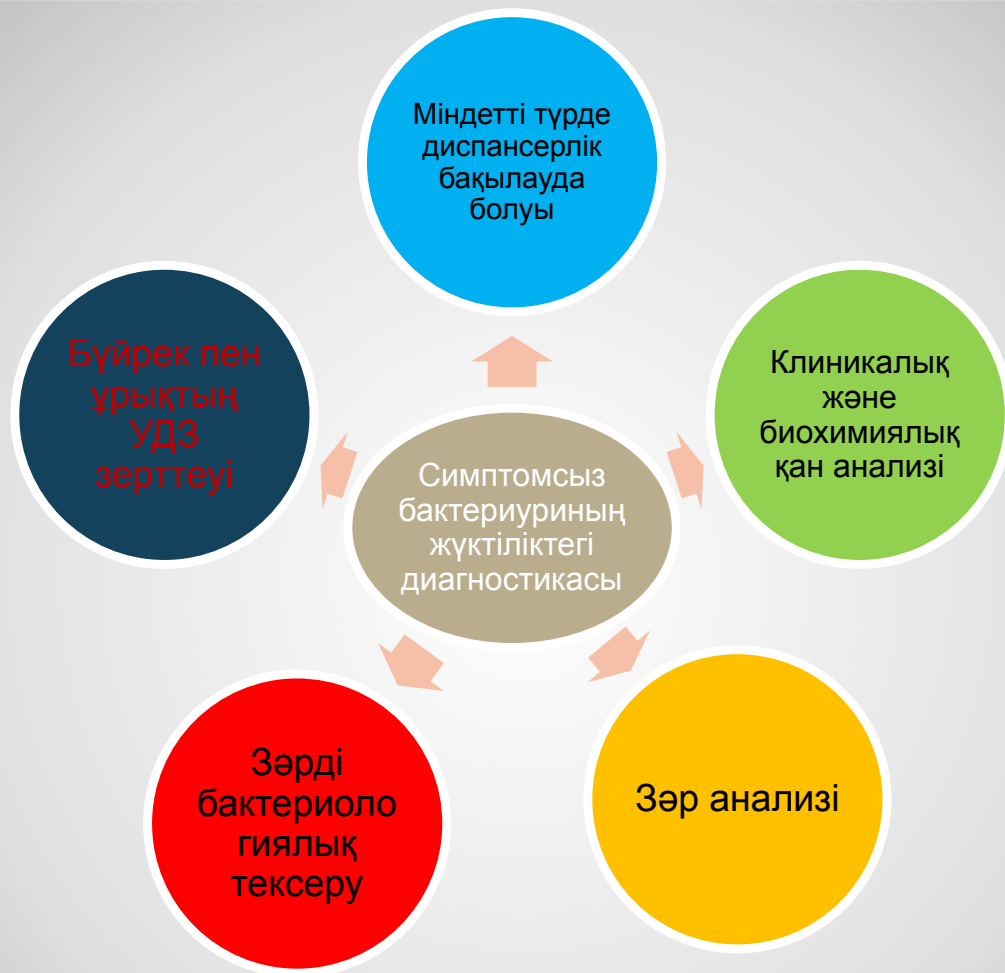 Міндетті түрде
диспансерлік
бақылауда
болуы
Клиникалық
және
биохимиялық
қан анализі
Зәр анализі
Зәрді
бактериоло
гиялық
тексеру
Бүйрек пен
ұрықтың
УДЗ
зерттеуі
Симптомсыз
бактериуриның
жүктіліктегі
диагностикасы